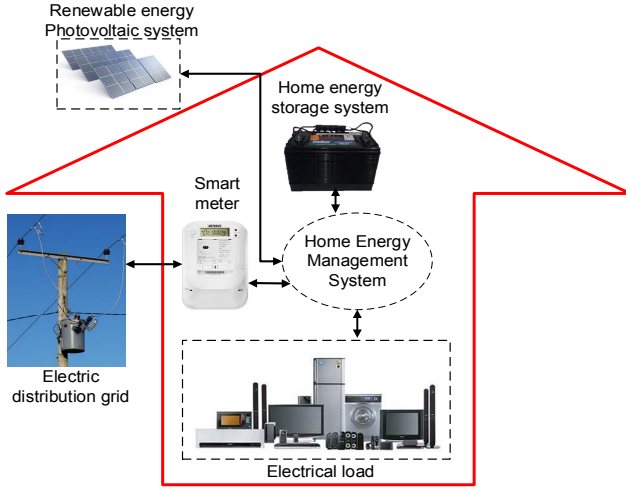 Renewable energy
Photovoltaic system
Home energy
storage system
Smart
meter
Home Energy
Management
System
Electric
distribution grid
Electrical load